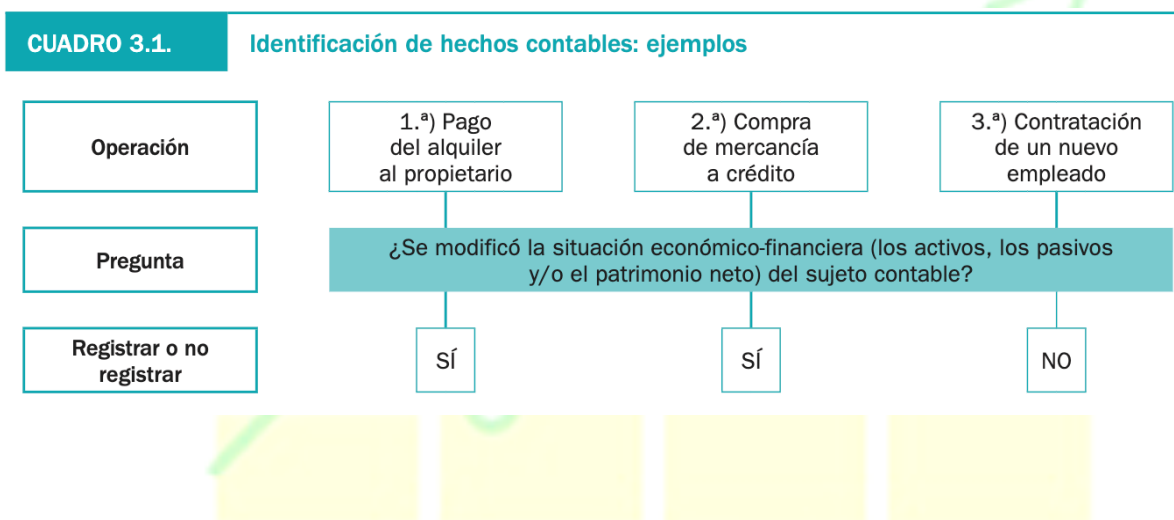 CUADRO 3.1.
Identificación de hechos contables: ejemplos
Operación
1.ª) Pago
del alquiler
al propietario
2.ª) Compra
de mercancía
a crédito
3.ª) Contratación
de un nuevo
empleado
Pregunta
¿Se modificó la situación económico-financiera (los activos, los pasivos
y/o el patrimonio neto) del sujeto contable?
Registrar o no
registrar
SÍ
SÍ
NO